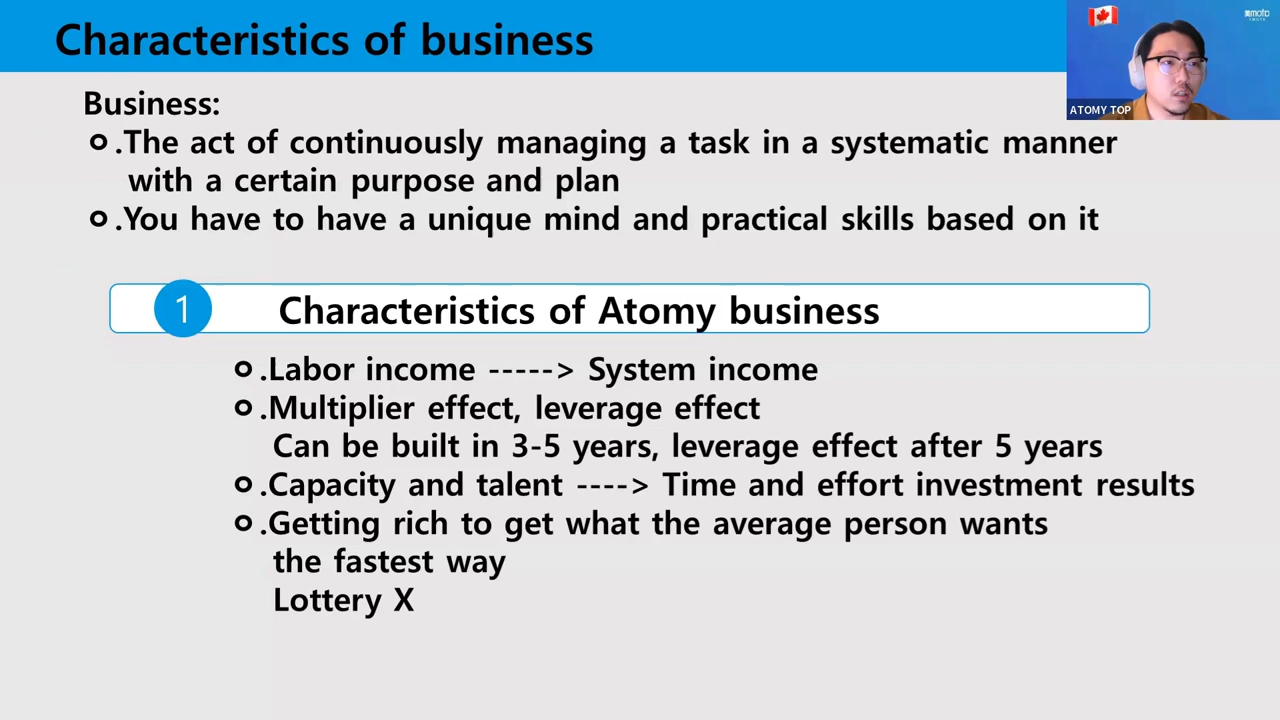 Characteristics of business
ATOMY TOP
Business:
.The act of continuously managing a task in a systematic manner
with a certain purpose and plan
.You have to have a unique mind and practical skills based on it
1
Characteristics of Atomy business
.Labor income -----> System income
.Multiplier effect, leverage effect
Can be built in 3-5 years, leverage effect after 5 years
.Capacity and talent ----> Time and effort investment results
.Getting rich to get what the average person wants
the fastest way
Lottery X